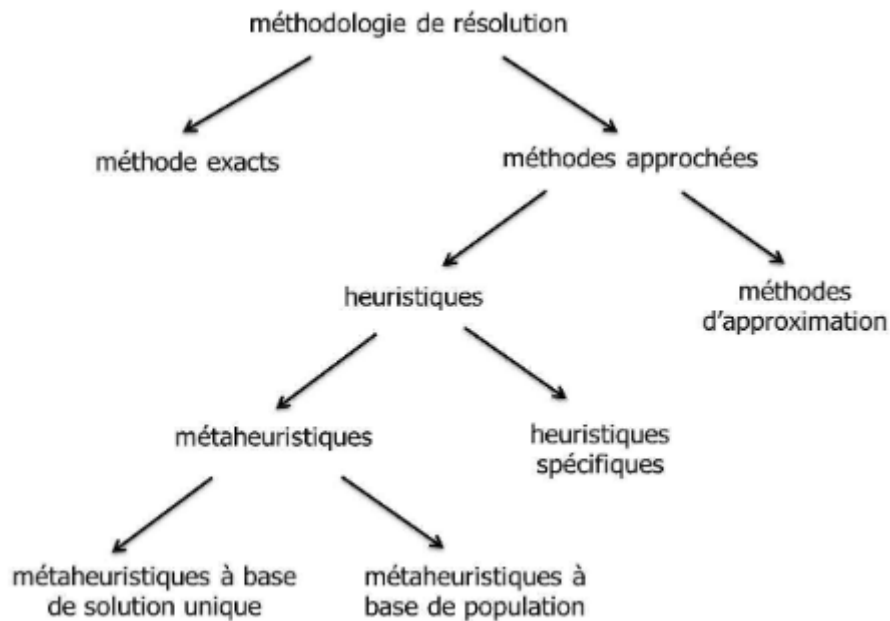 méthodologie de résolution
méthode exacts
méthodes approchées
heuristiques
méthodes
d'approximation
métaheuristiques
heuristiques
spécifiques
métaheuristiques à base
de solution unique
métaheuristiques à
base de population